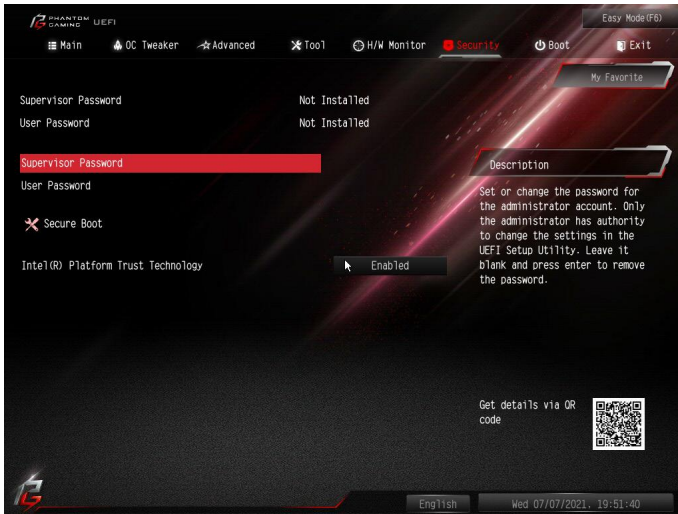 PHANTOM
GAMING UEFI
Easy Mode(F6)
Main OC Tweaker Advanced Tool H/W Monitor Security Boot Exit
My Favorite
Supervisor Password Not Installed
User Password Not Installed
Supervisor Password
User Password
Secure Boot
Intel(R) Platform Trust Technology Enabled
Description
Set or change the password for
the administrator account. Only
the administrator has authority
to change the settings in the
UEFI Setup Utility. Leave it
blank and press enter to remove
the password.
Get details via QR
code
English Wed 07/07/2021, 19:51:40